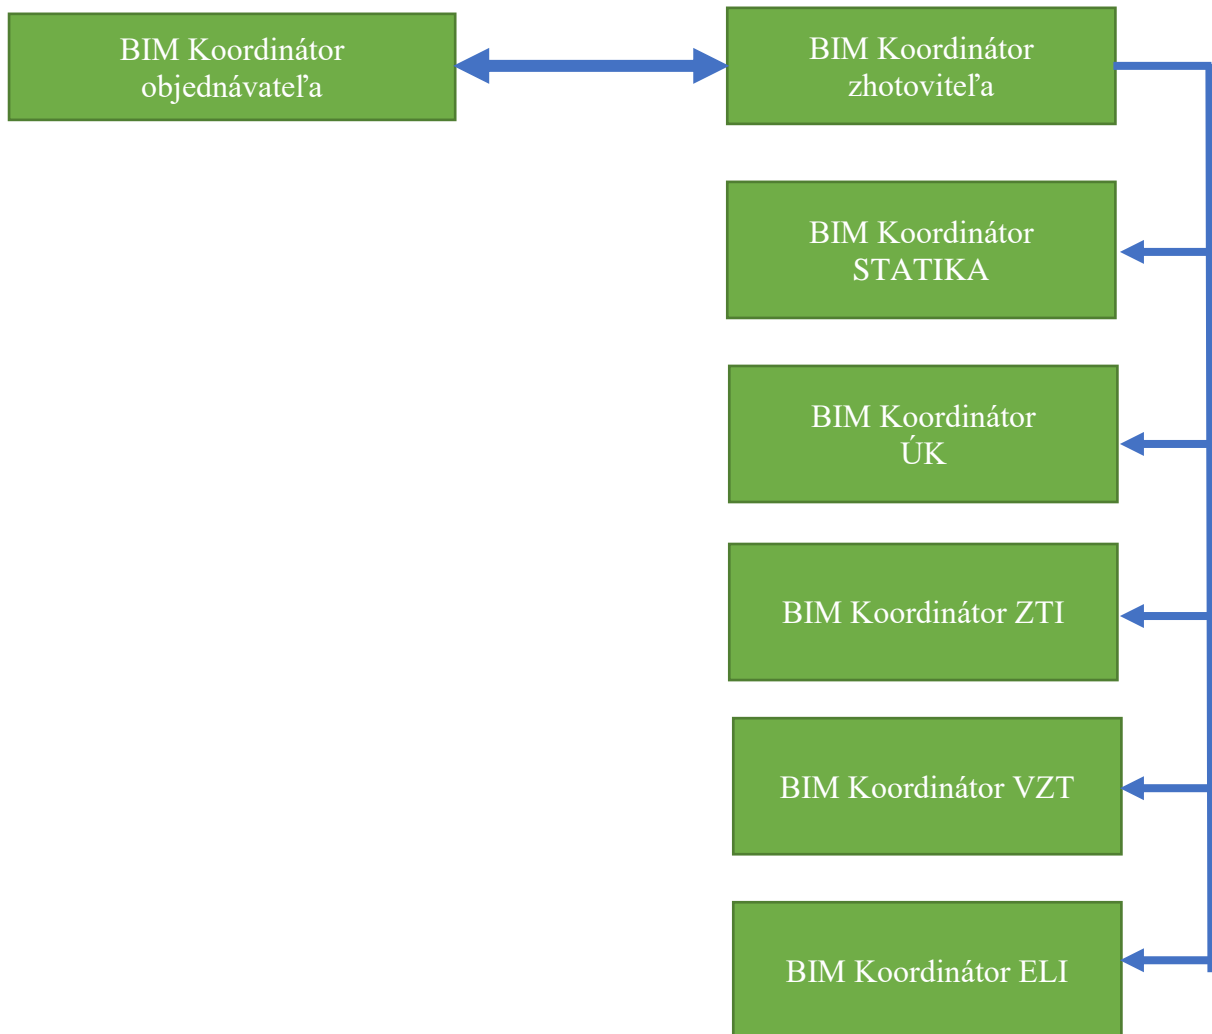 BIM Koordinátor
objednávateľa
BIM Koordinátor
zhotoviteľa
BIM Koordinátor
STATIKA
BIM Koordinátor
ÚK
BIM Koordinátor ZTI
BIM Koordinátor VZT
BIM Koordinátor ELI